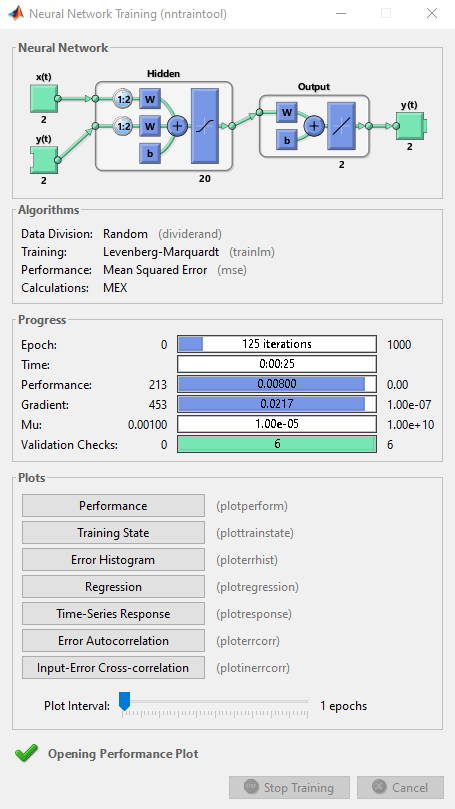 Neural Network Training (nntraintool)
Neural Network
Hidden
Output
x(t)
1:2
W
2
y(t)
1:2
W
b
+
20
W
b
+
2
y(t)
2
2
Algorithms
Data Division: Random (dividerand)
Training: Levenberg-Marquardt (trainlm)
Performance: Mean Squared Error (mse)
Calculations: MEX
Progress
Epoch: 0 125 iterations 1000
Time: 0:00:25
Performance: 213 0.00800 0.00
Gradient: 453 0.0217 1.00e-07
Mu: 0.00100 1.00e-05 1.00e+10
Validation Checks: 0 6 6
Plots
Performance (plotperform)
Training State (plottrainstate)
Error Histogram (ploterrhist)
Regression (plotregression)
Time-Series Response (plotresponse)
Error Autocorrelation (ploterrcorr)
Input-Error Cross-correlation (plotinerrcorr)
Plot Interval: 1 epochs
Opening Performance Plot
Stop Training Cancel